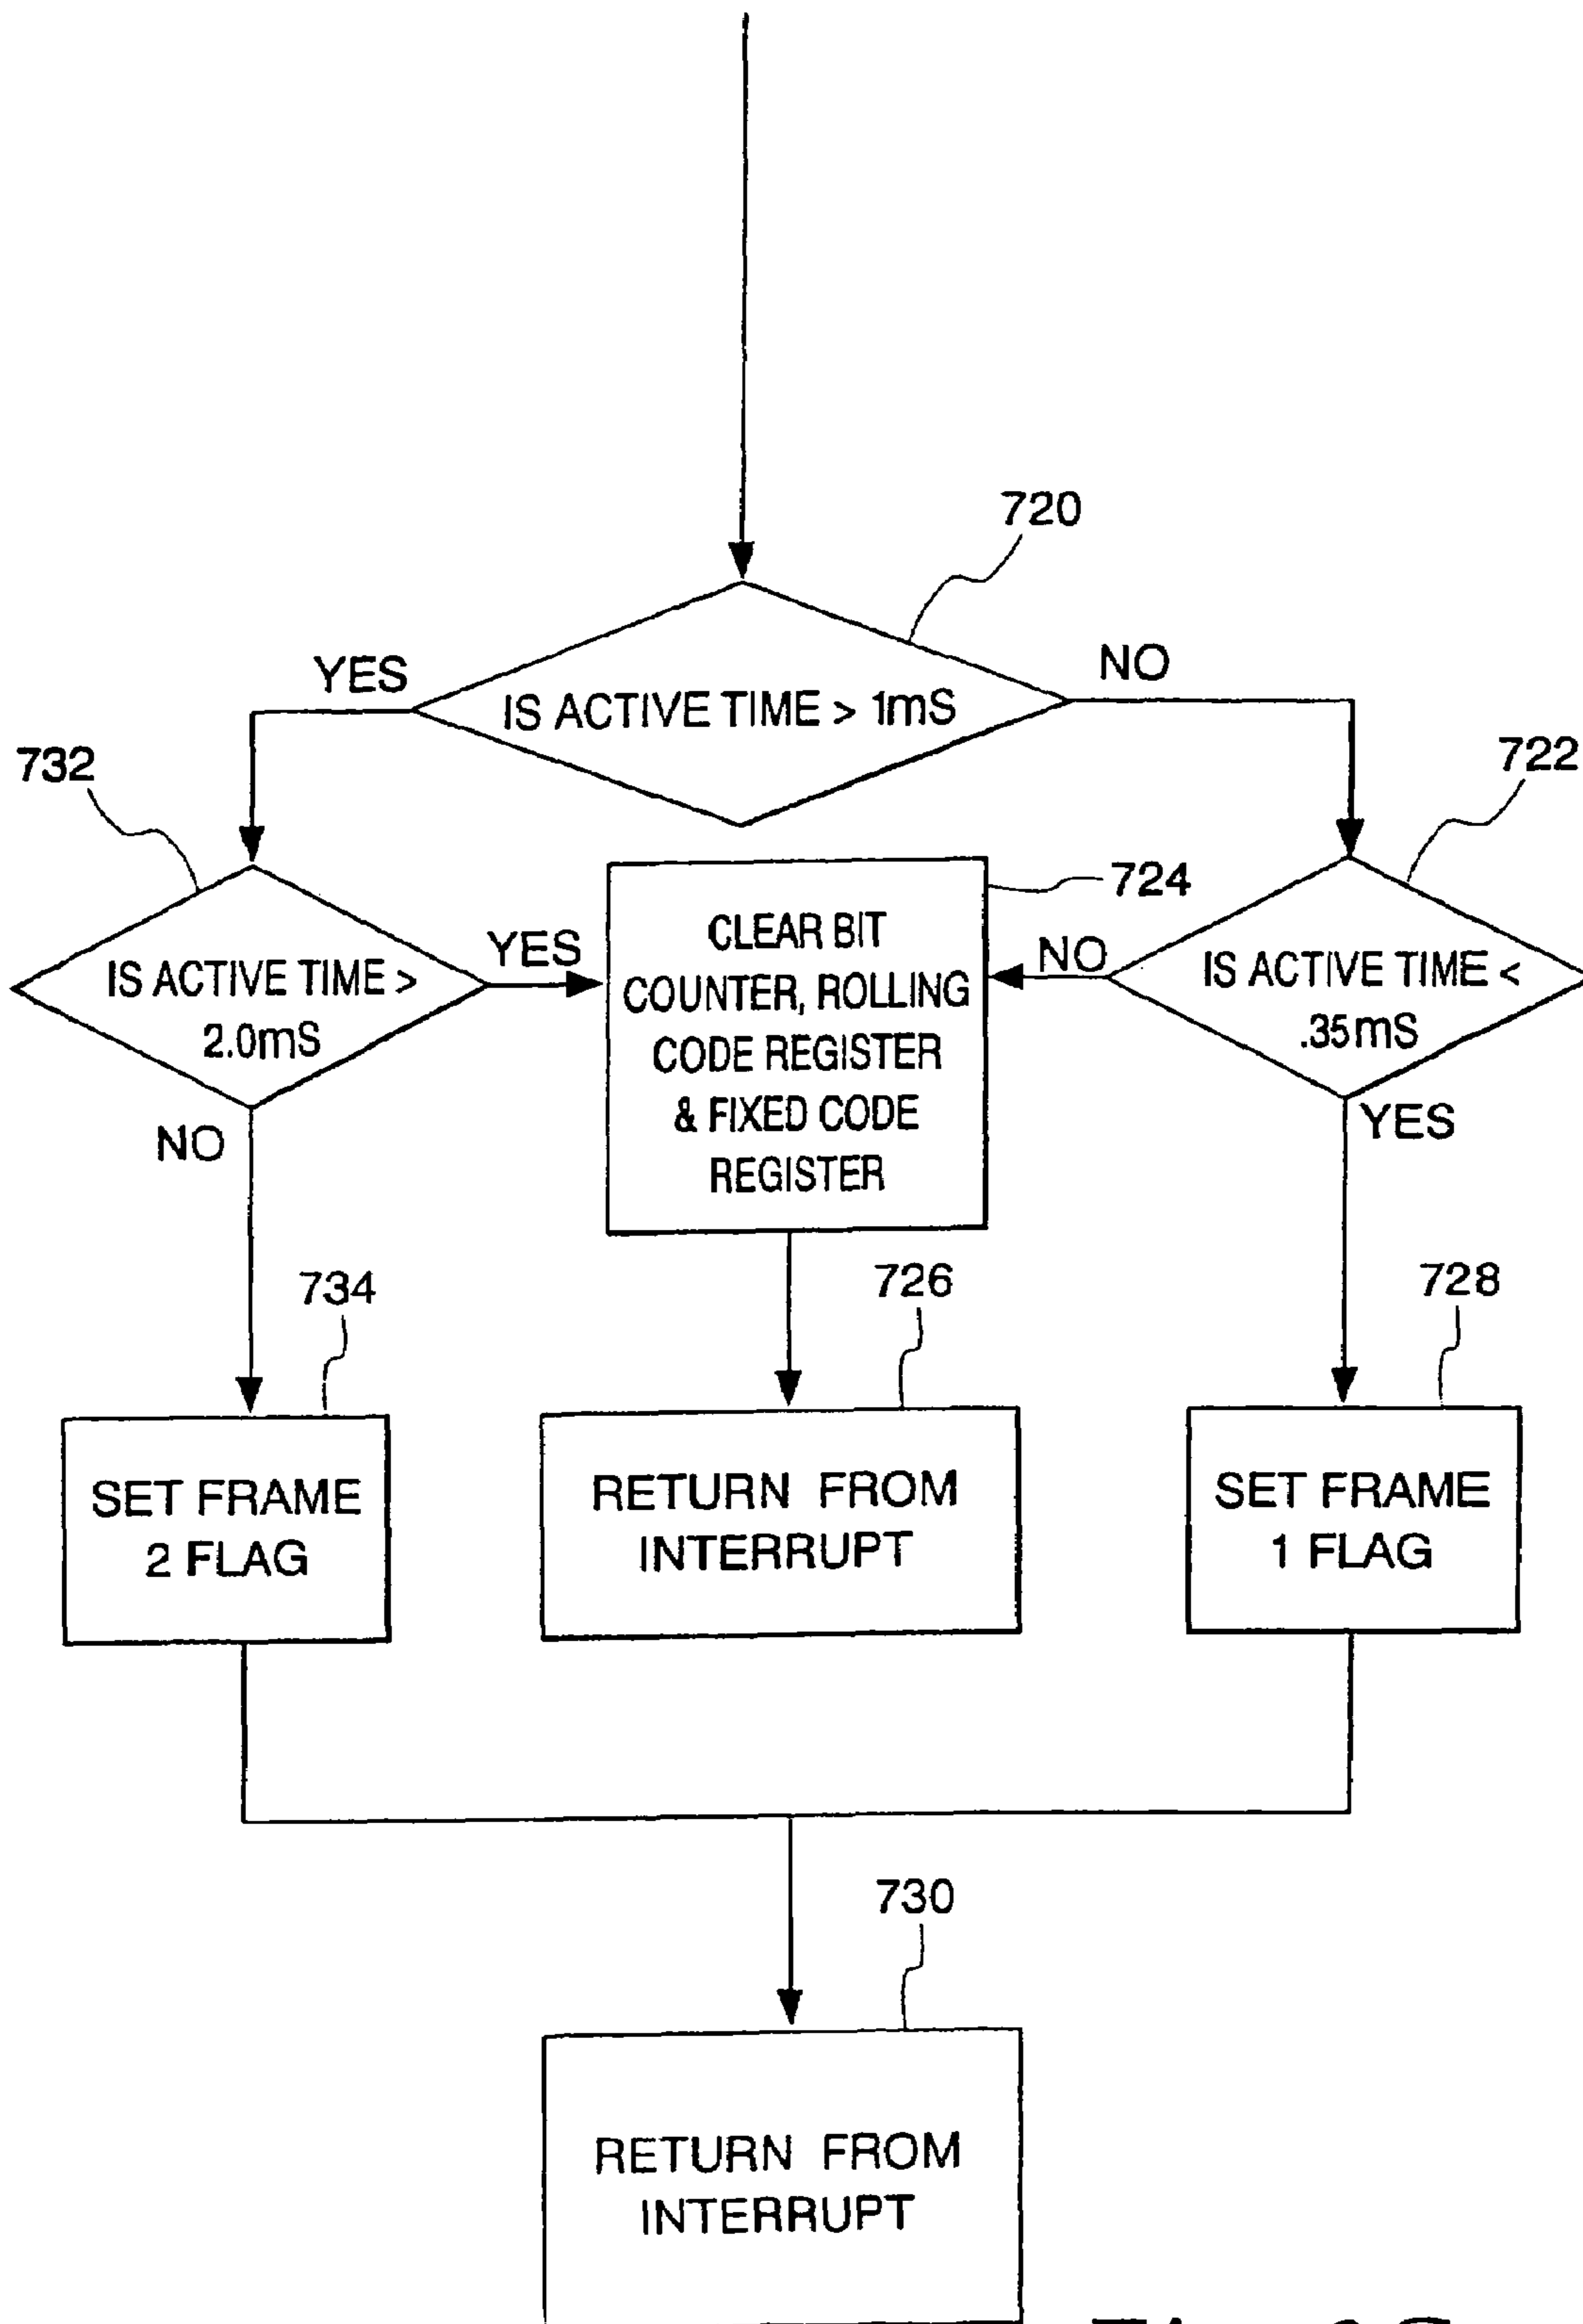 720
YES
NO
IS ACTIVE TIME > 1mS
732
722
724
CLEAR BIT
COUNTER, ROLLING
CODE REGISTER
& FIXED CODE
REGISTER
YES
NO
IS ACTIVE TIME >
2.0mS
IS ACTIVE TIME <
.35mS
NO
YES
734
726
728
SET FRAME
2 FLAG
RETURN FROM
INTERRUPT
SET FRAME
1 FLAG
730
RETURN FROM
INTERRUPT